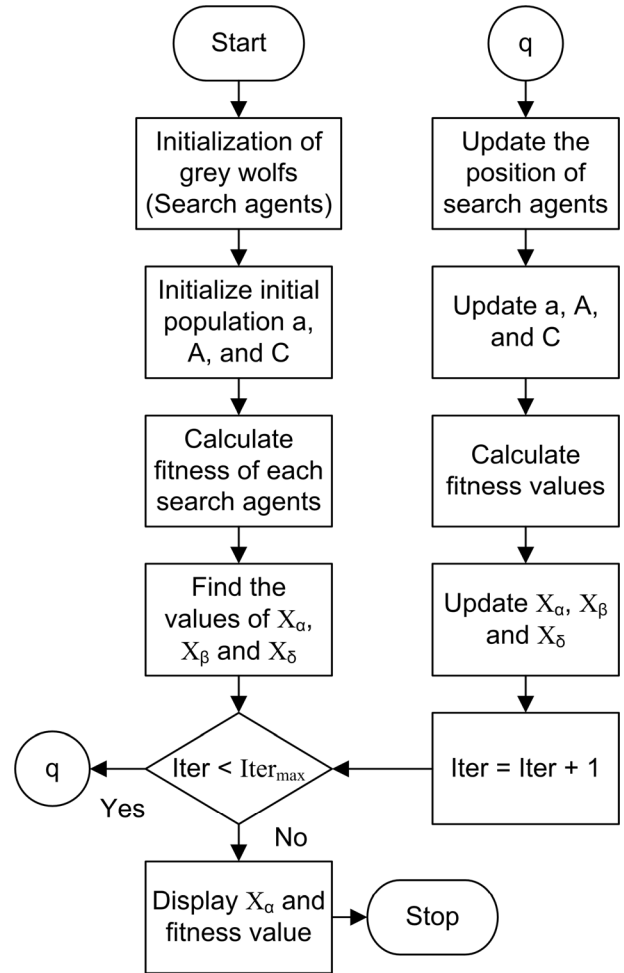 Start
Initialization of
grey wolfs
(Search agents)
Initialize initial
population a,
A, and C
Calculate
fitness of each
search agents
Find the
values of Xα,
Xβ and Xδ
Iter < Itermax
Yes
q
No
Display Xα and
fitness value
Stop
q
Update the
position of
search agents
Update a, A,
and C
Calculate
fitness values
Update Xα, Xβ
and Xδ
Iter = Iter + 1